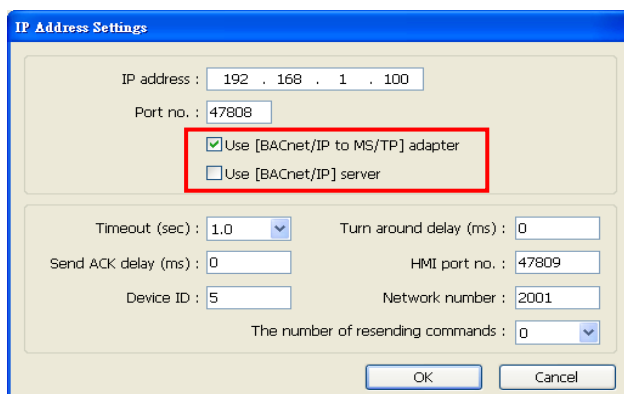 IP Address Settings
IP address : 192 . 168 . 1 . 100
Port no. : 47808
Use [BACnet/IP to MS/TP] adapter
Use [BACnet/IP] server
Timeout (sec) : 1.0 Turn around delay (ms) : 0
Send ACK delay (ms) : 0 HMI port no. : 47809
Device ID : 5 Network number : 2001
The number of resending commands : 0
OK Cancel